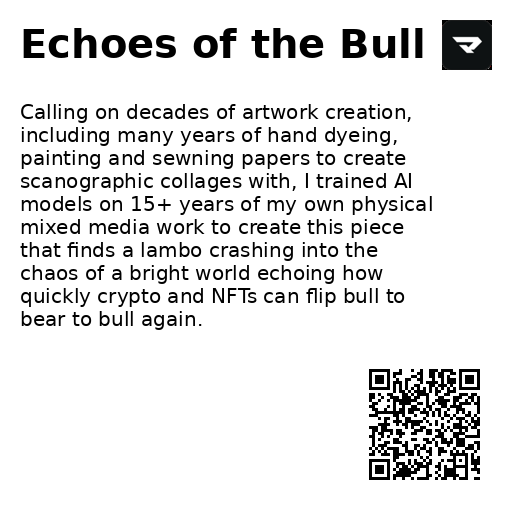 Echoes of the Bull
Calling on decades of artwork creation,
including many years of hand dyeing,
painting and sewning papers to create
scanographic collages with, I trained AI
models on 15+ years of my own physical
mixed media work to create this piece
that finds a lambo crashing into the
chaos of a bright world echoing how
quickly crypto and NFTs can flip bull to
bear to bull again.